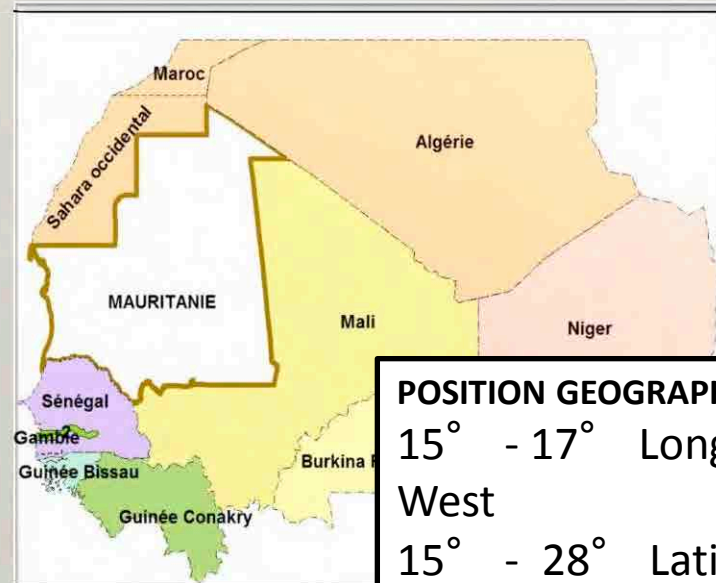 Maroc
Sahara occidental
Algérie
MAURITANIE
Mali
Niger
Sénégal
Gambie
Guinée Bissau
Burkina
Guinée Conakry
POSITION GEOGRAPH
15° - 17° Long
West
15° - 28° Lati